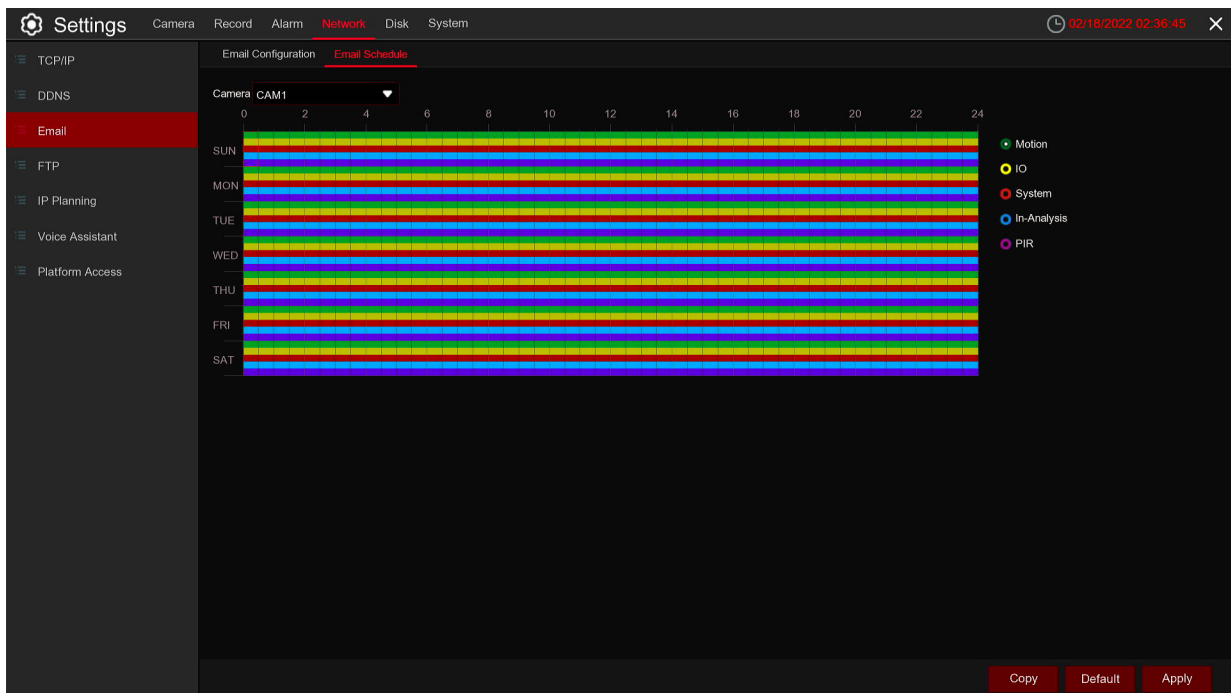 Settings Camera Record Alarm Network Disk System 02/18/2022 02:36:45
TCP/IP
DDNS
Email
FTP
IP Planning
Voice Assistant
Platform Access
Email Configuration Email Schedule
Camera CAM1
0 2 4 6 8 10 12 14 16 18 20 22 24
SUN
MON
TUE
WED
THU
FRI
SAT
Motion
IO
System
In-Analysis
PIR
Copy Default Apply